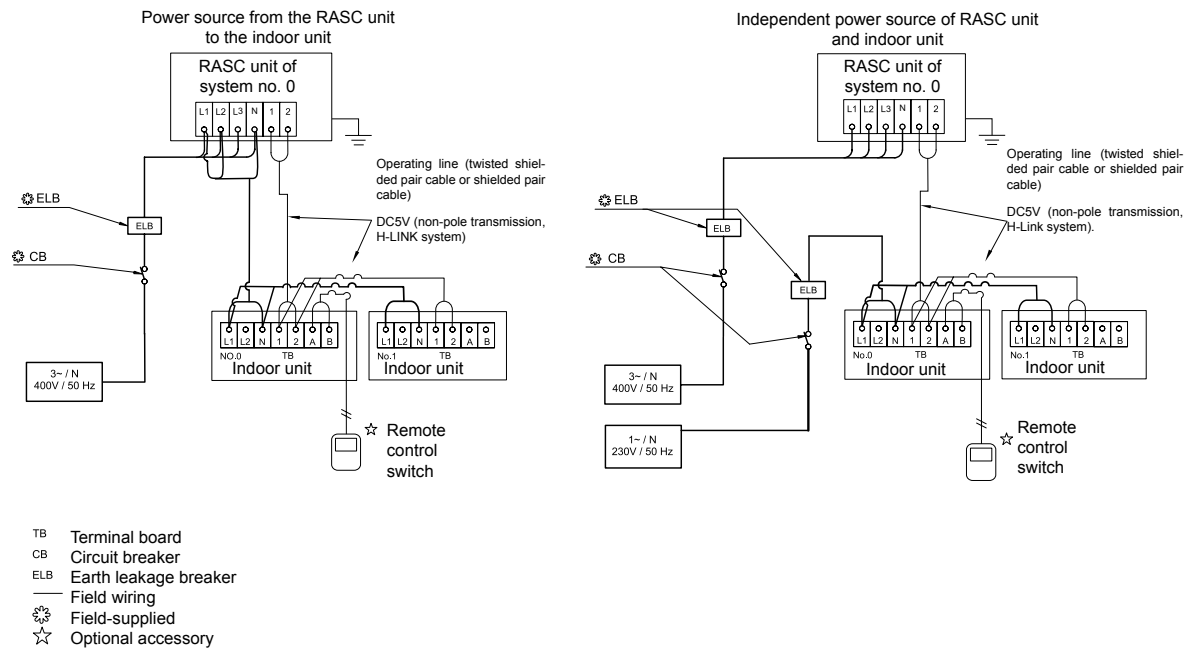 Power source from the RASC unit
to the indoor unit
RASC unit of
system no. 0
L1 L2 L3 N 1 2
Operating line (twisted shiel-
ded pair cable or shielded pair
cable)
ELB
ELB
DC5V (non-pole transmission,
H-LINK system)
CB
L1 L2 N 1 2 A B
NO.0 TB
Indoor unit
L1 L2 N 1 2 A B
No.1 TB
Indoor unit
3~ / N
400V / 50 Hz
Remote
control
switch
Independent power source of RASC unit
and indoor unit
RASC unit of
system no. 0
L1 L2 L3 N 1 2
Operating line (twisted shiel-
ded pair cable or shielded pair
cable)
ELB
ELB
DC5V (non-pole transmission,
H-Link system).
CB
ELB
L1 L2 N 1 2 A B
No.0 TB
Indoor unit
L1 L2 N 1 2 A B
No.1 TB
Indoor unit
3~ / N
400V / 50 Hz
1~ / N
230V / 50 Hz
Remote
control
switch
TB Terminal board
CB Circuit breaker
ELB Earth leakage breaker
Field wiring
Field-supplied
Optional accessory